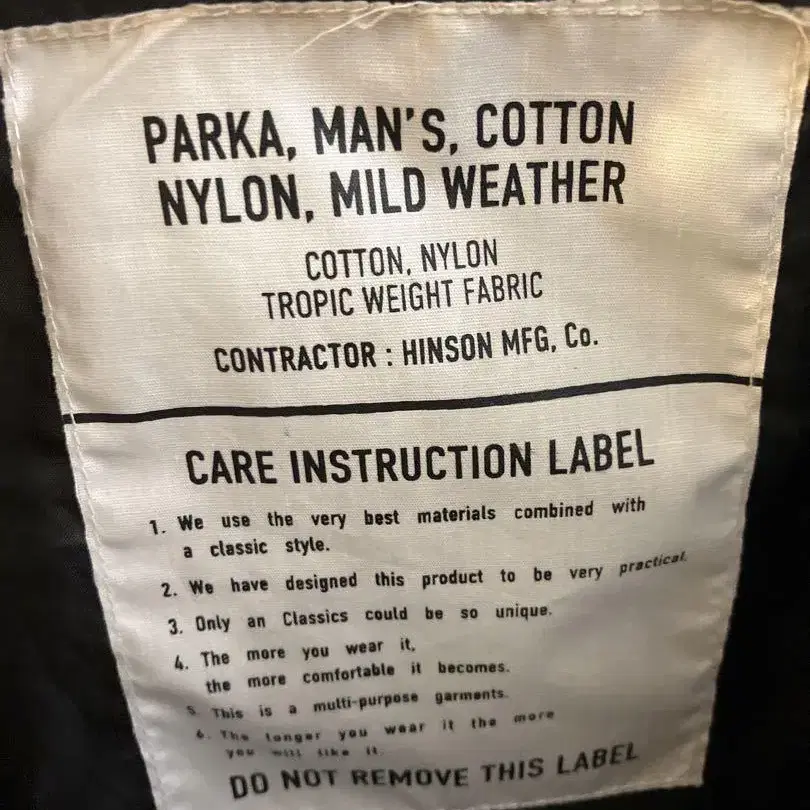 PARKA, MAN'S, COTTON
NYLON, MILD WEATHER
COTTON, NYLON
TROPIC WEIGHT FABRIC
CONTRACTOR : HINSON MFG, Co.
CARE INSTRUCTION LABEL
1. We use the very best materials combined with
a classic style.
2. We have designed this product to be very practical.
3. Only an Classics could be so unique.
4. The more you wear it,
the more comfortable it becomes.
5. This is a multi-purpose garments.
6. The longer you wear it the more
you will like it.
DO NOT REMOVE THIS LABEL